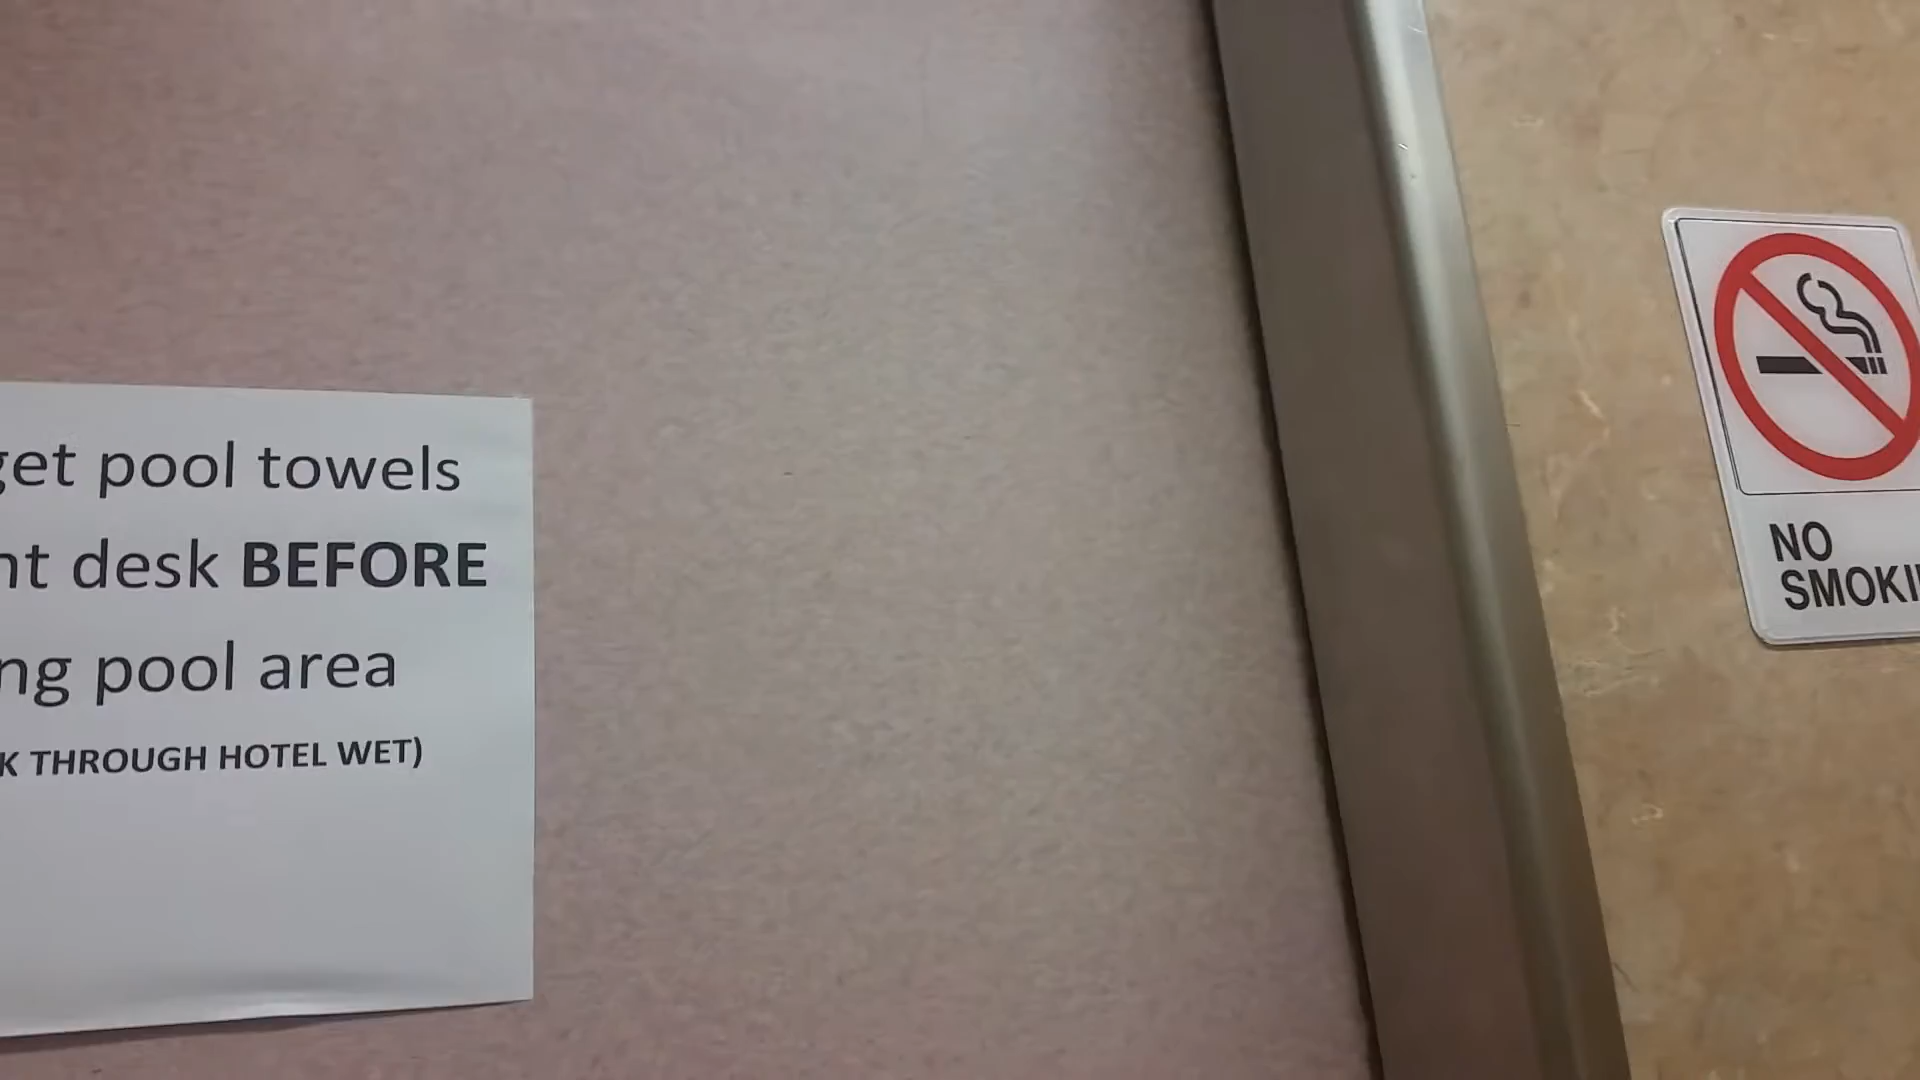 get pool towels
nt desk BEFORE
ng pool area
K THROUGH HOTEL WET)
NO
SMOKI